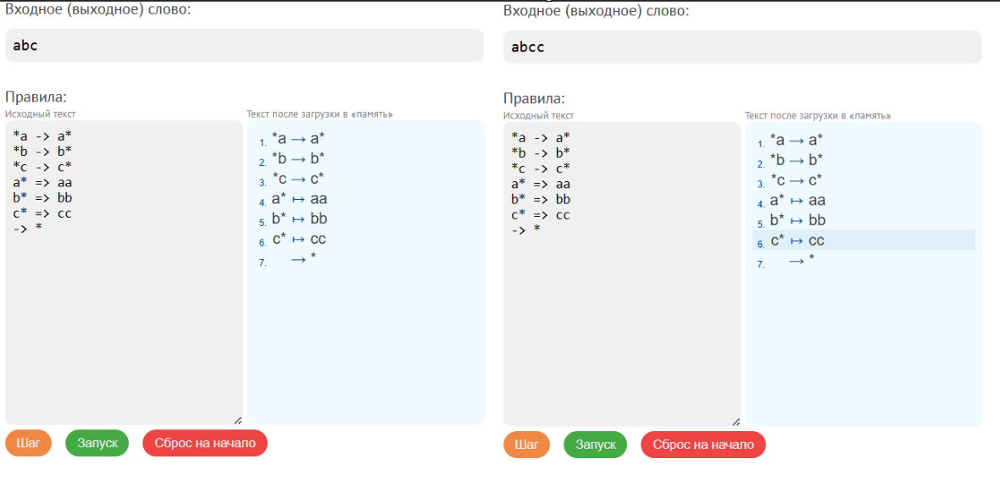 Входное (выходное) слово:
abc
Правила:
Исходный текст
Текст после загрузки в «память»
*a -> a*
*b -> b*
*c -> c*
a* => aa
b* => bb
c* => cc
-> *
1. *a → a*
2. *b → b*
3. *c → c*
4. a* ↦ aa
5. b* ↦ bb
6. c* ↦ cc
7. → *
Шаг
Запуск
Сброс на начало
Входное (выходное) слово:
abcc
Правила:
Исходный текст
Текст после загрузки в «память»
*a -> a*
*b -> b*
*c -> c*
a* => aa
b* => bb
c* => cc
-> *
1. *a → a*
2. *b → b*
3. *c → c*
4. a* ↦ aa
5. b* ↦ bb
6. c* ↦ cc
7. → *
Шаг
Запуск
Сброс на начало